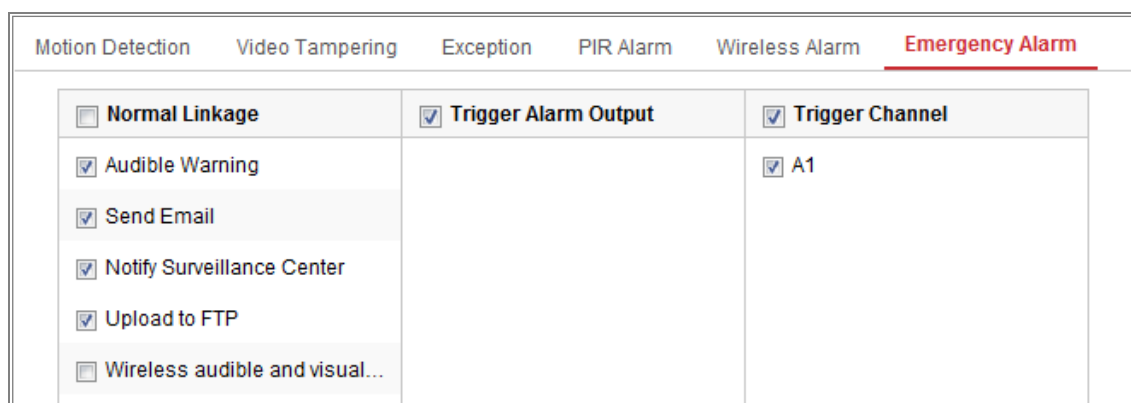 Motion Detection Video Tampering Exception PIR Alarm Wireless Alarm Emergency Alarm
Normal Linkage Trigger Alarm Output Trigger Channel
Audible Warning A1
Send Email
Notify Surveillance Center
Upload to FTP
Wireless audible and visual...